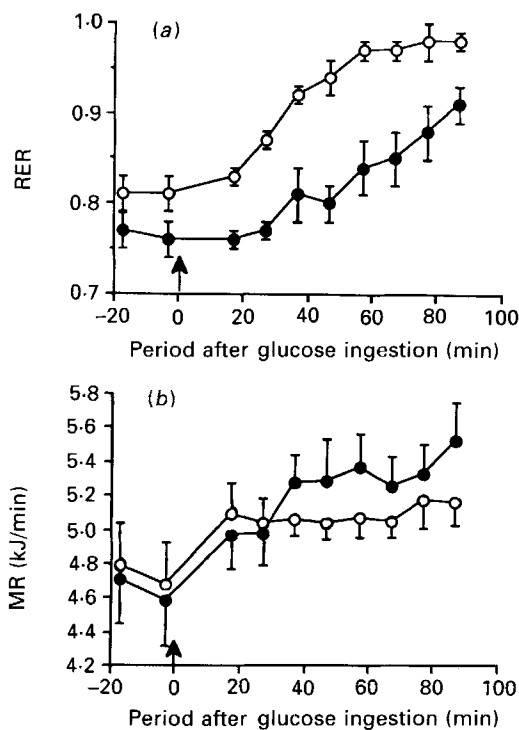 (a)
1·0
0·9
0·8
0·7
RER
-20 0 20 40 60 80 100
Period after glucose ingestion (min)
(b)
5·8
5·6
5·4
5·2
5·0
4·8
4·6
4·4
4·2
MR (kJ/min)
-20 0 20 40 60 80 100
Period after glucose ingestion (min)